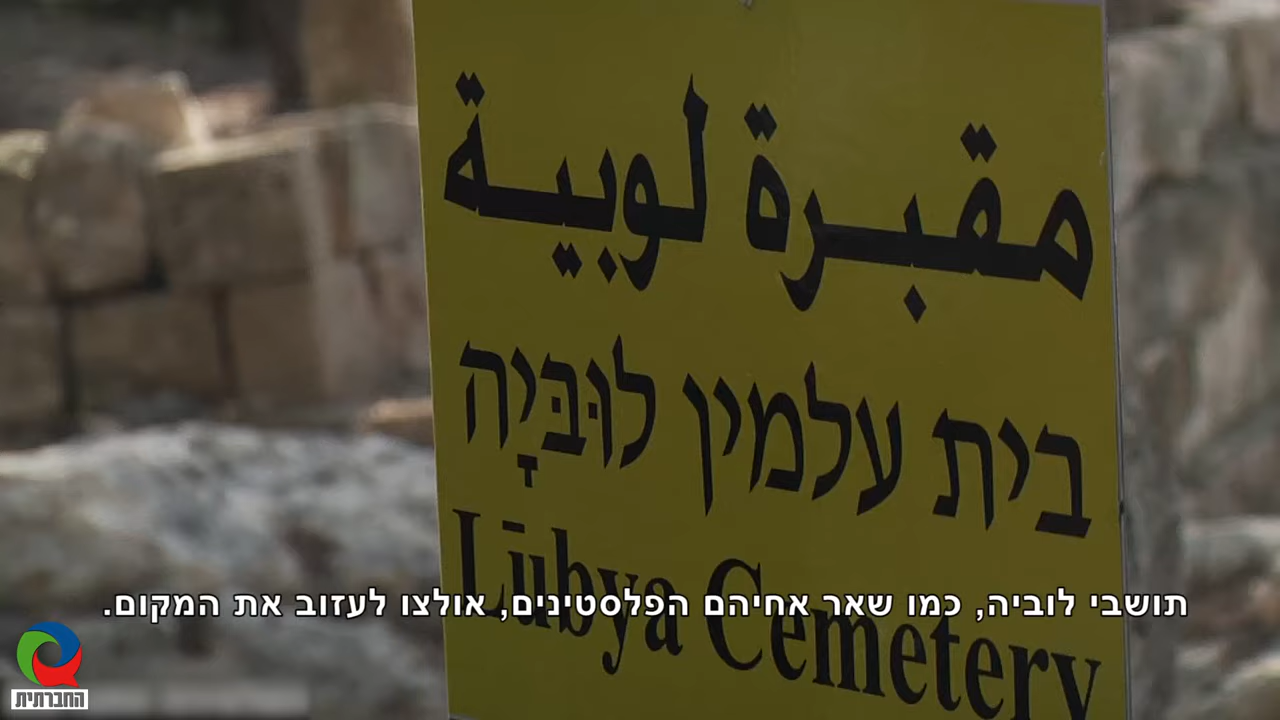 مقبرة لوبية
בית עלמין לוּבְּיָה
Lūbya Cemetery
תושבי לוביה, כמו שאר אחיהם הפלסטינים, אולצו לעזוב את המקום.
החברתית